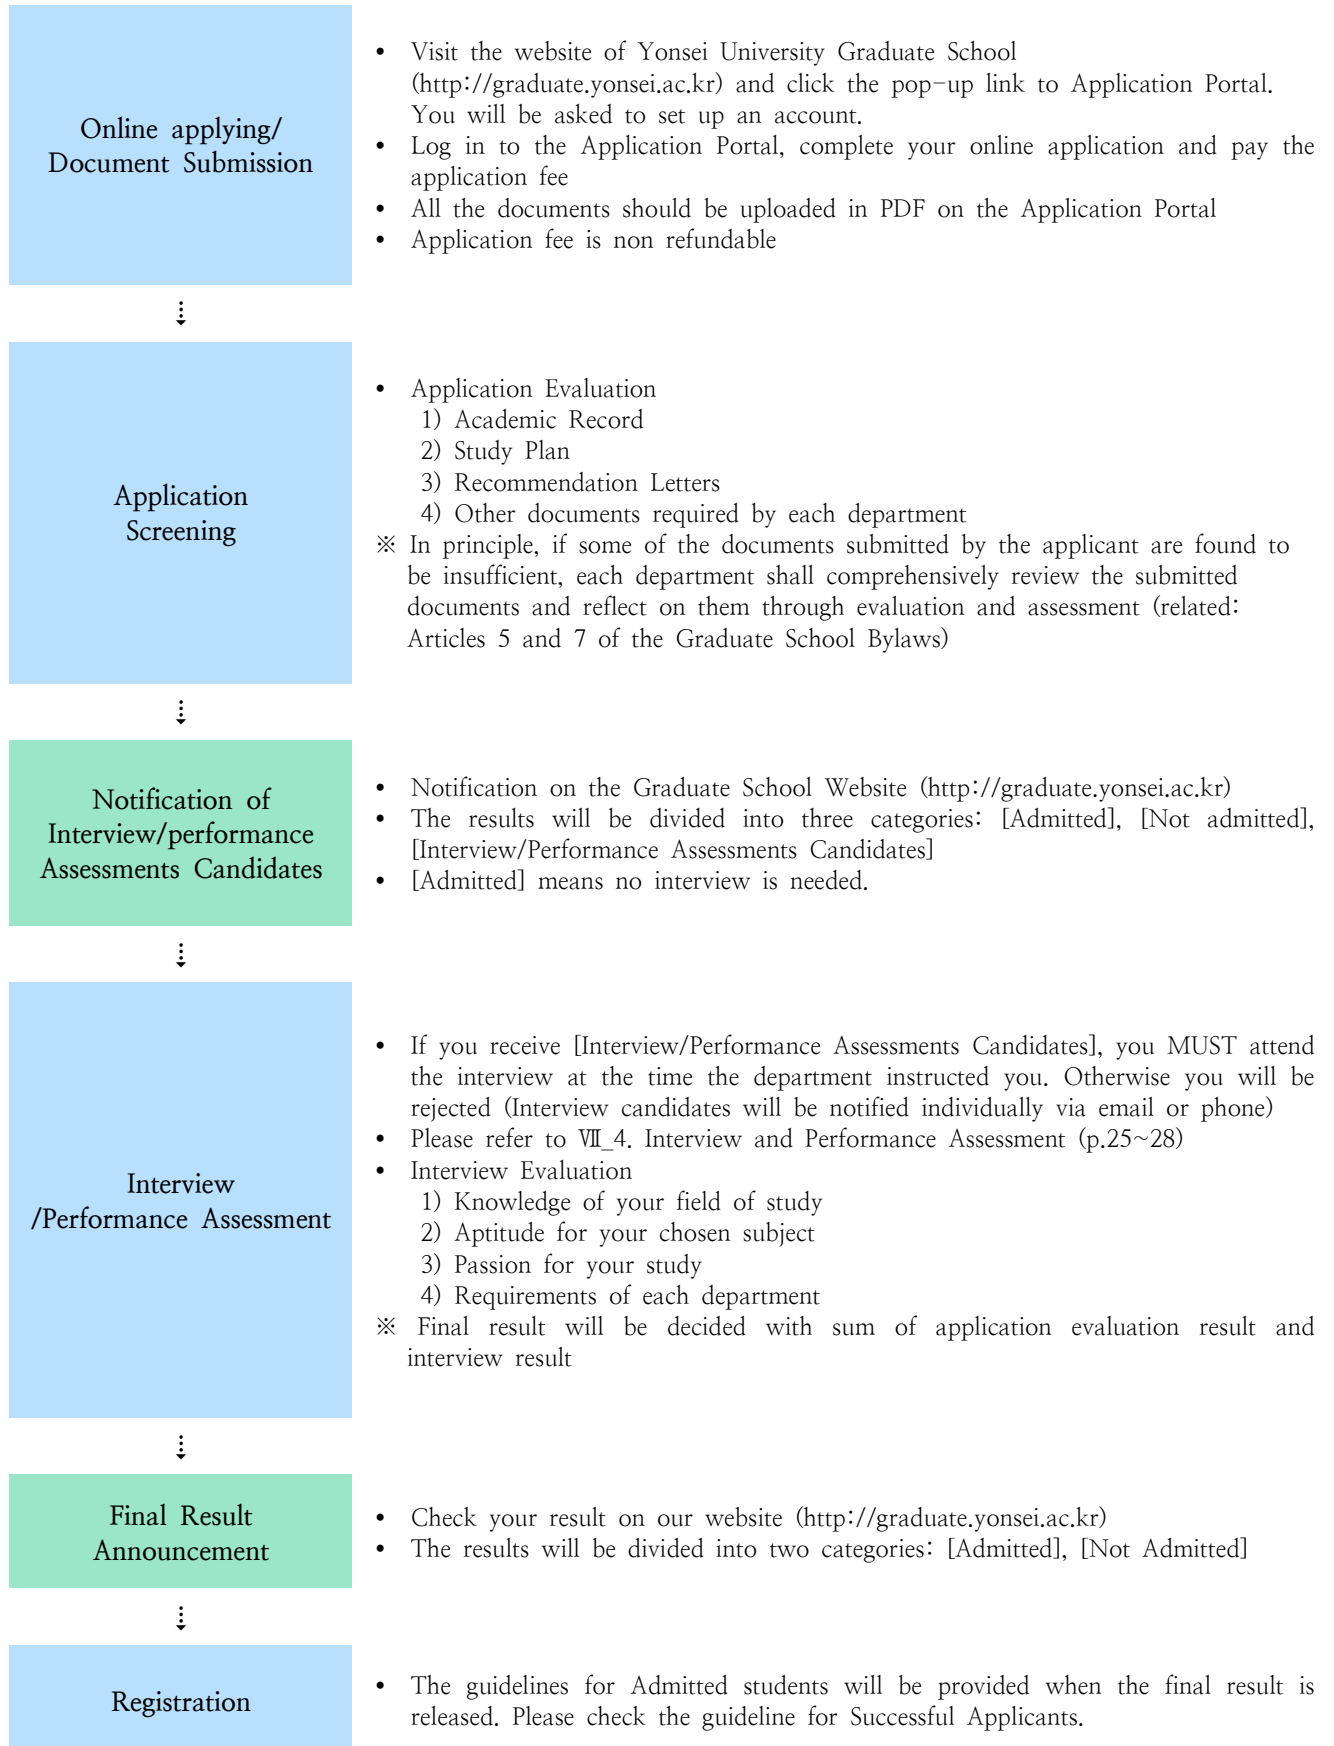 Online applying/
Document Submission
• Visit the website of Yonsei University Graduate School
(http://graduate.yonsei.ac.kr) and click the pop-up link to Application Portal.
You will be asked to set up an account.
• Log in to the Application Portal, complete your online application and pay the
application fee
• All the documents should be uploaded in PDF on the Application Portal
• Application fee is non refundable
Application
Screening
• Application Evaluation
1) Academic Record
2) Study Plan
3) Recommendation Letters
4) Other documents required by each department
※ In principle, if some of the documents submitted by the applicant are found to
be insufficient, each department shall comprehensively review the submitted
documents and reflect on them through evaluation and assessment (related:
Articles 5 and 7 of the Graduate School Bylaws)
Notification of
Interview/performance
Assessments Candidates
• Notification on the Graduate School Website (http://graduate.yonsei.ac.kr)
• The results will be divided into three categories: [Admitted], [Not admitted],
[Interview/Performance Assessments Candidates]
• [Admitted] means no interview is needed.
Interview
/Performance Assessment
• If you receive [Interview/Performance Assessments Candidates], you MUST attend
the interview at the time the department instructed you. Otherwise you will be
rejected (Interview candidates will be notified individually via email or phone)
• Please refer to Ⅶ_4. Interview and Performance Assessment (p.25~28)
• Interview Evaluation
1) Knowledge of your field of study
2) Aptitude for your chosen subject
3) Passion for your study
4) Requirements of each department
※ Final result will be decided with sum of application evaluation result and
interview result
Final Result
Announcement
• Check your result on our website (http://graduate.yonsei.ac.kr)
• The results will be divided into two categories: [Admitted], [Not Admitted]
Registration
• The guidelines for Admitted students will be provided when the final result is
released. Please check the guideline for Successful Applicants.